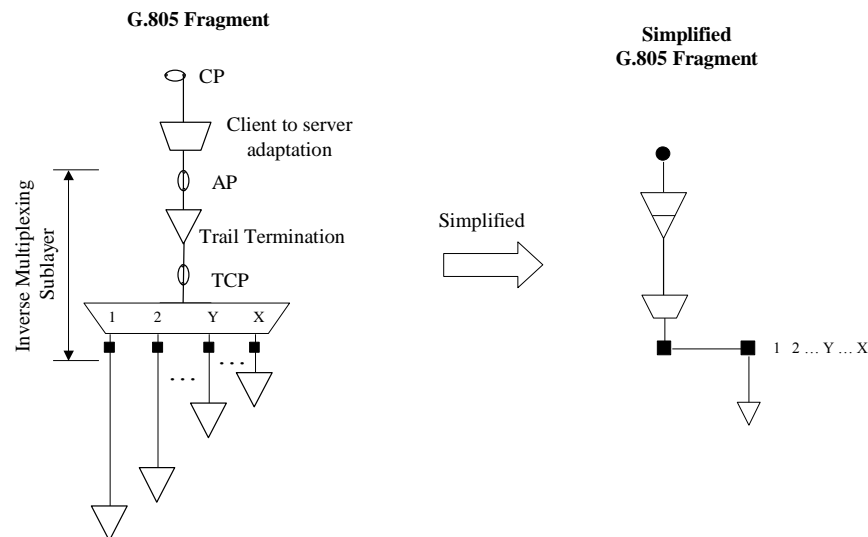 G.805 Fragment
CP
Client to server
adaptation
AP
Trail Termination
TCP
1 2 Y X
. . .
. . .
Inverse Multiplexing
Sublayer
Simplified
Simplified
G.805 Fragment
1 2 … Y … X